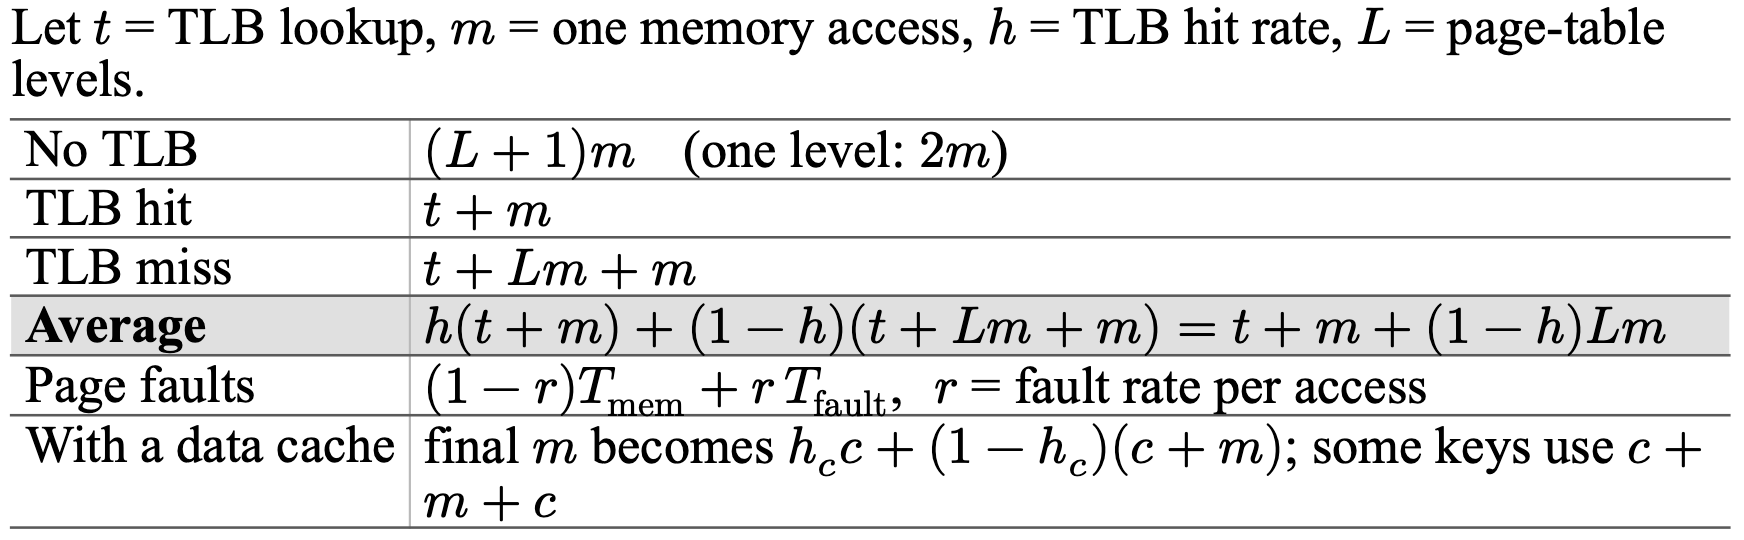 Let t = TLB lookup, m = one memory access, h = TLB hit rate, L = page-table
levels.
No TLB (L + 1)m (one level: 2m)
TLB hit t + m
TLB miss t + Lm + m
Average h(t + m) + (1 − h)(t + Lm + m) = t + m + (1 − h)Lm
Page faults (1 − r)T_mem + r T_fault, r = fault rate per access
With a data cache final m becomes h_c c + (1 − h_c)(c + m); some keys use c +
m + c